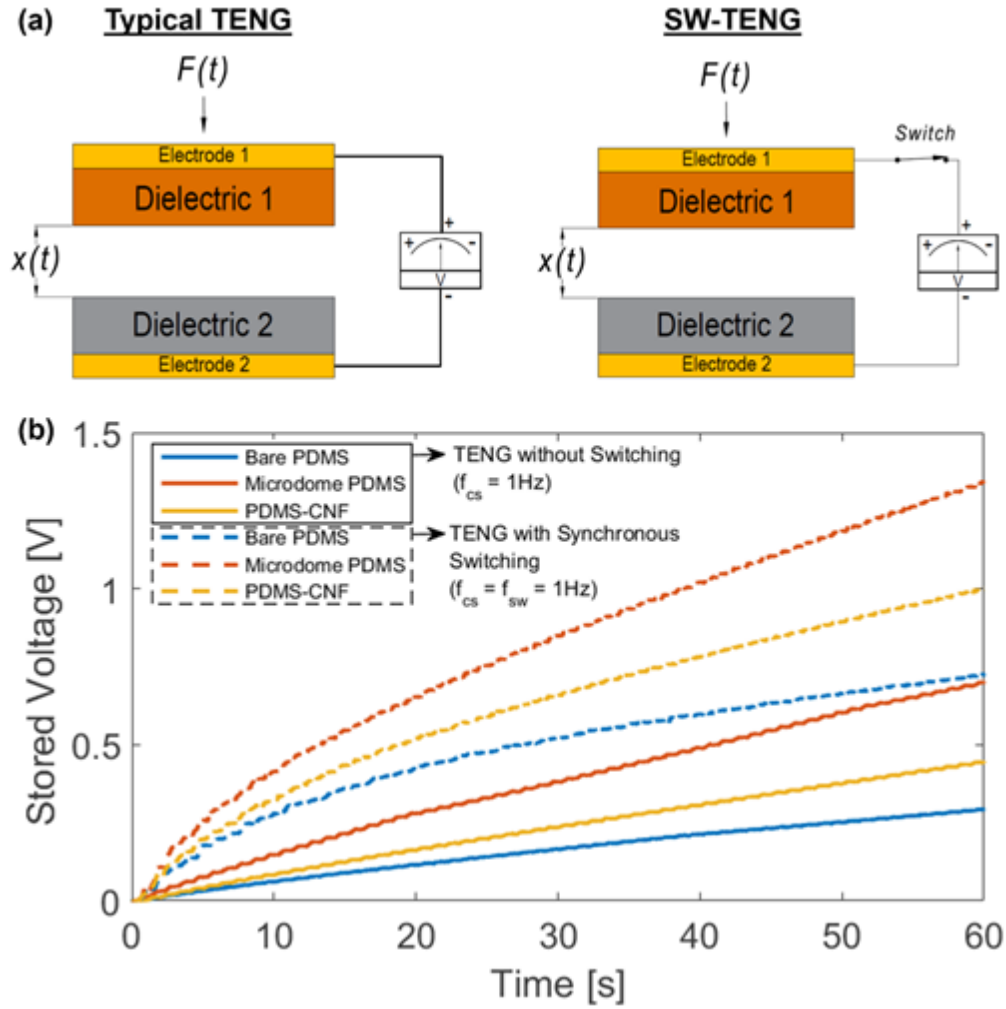 (a) Typical TENG SW-TENG
F(t) F(t)
Switch
Electrode 1 Electrode 1
Dielectric 1 Dielectric 1
+ +
+ - + -
x(t) x(t)
V V
- -
Dielectric 2 Dielectric 2
Electrode 2 Electrode 2
(b)
1.5
1
0.5
0
Stored Voltage [V]
Bare PDMS
Microdome PDMS
PDMS-CNF
TENG without Switching
(fcs = 1Hz)
Bare PDMS
Microdome PDMS
PDMS-CNF
TENG with Synchronous
Switching
(fcs = fsw = 1Hz)
0 10 20 30 40 50 60
Time [s]